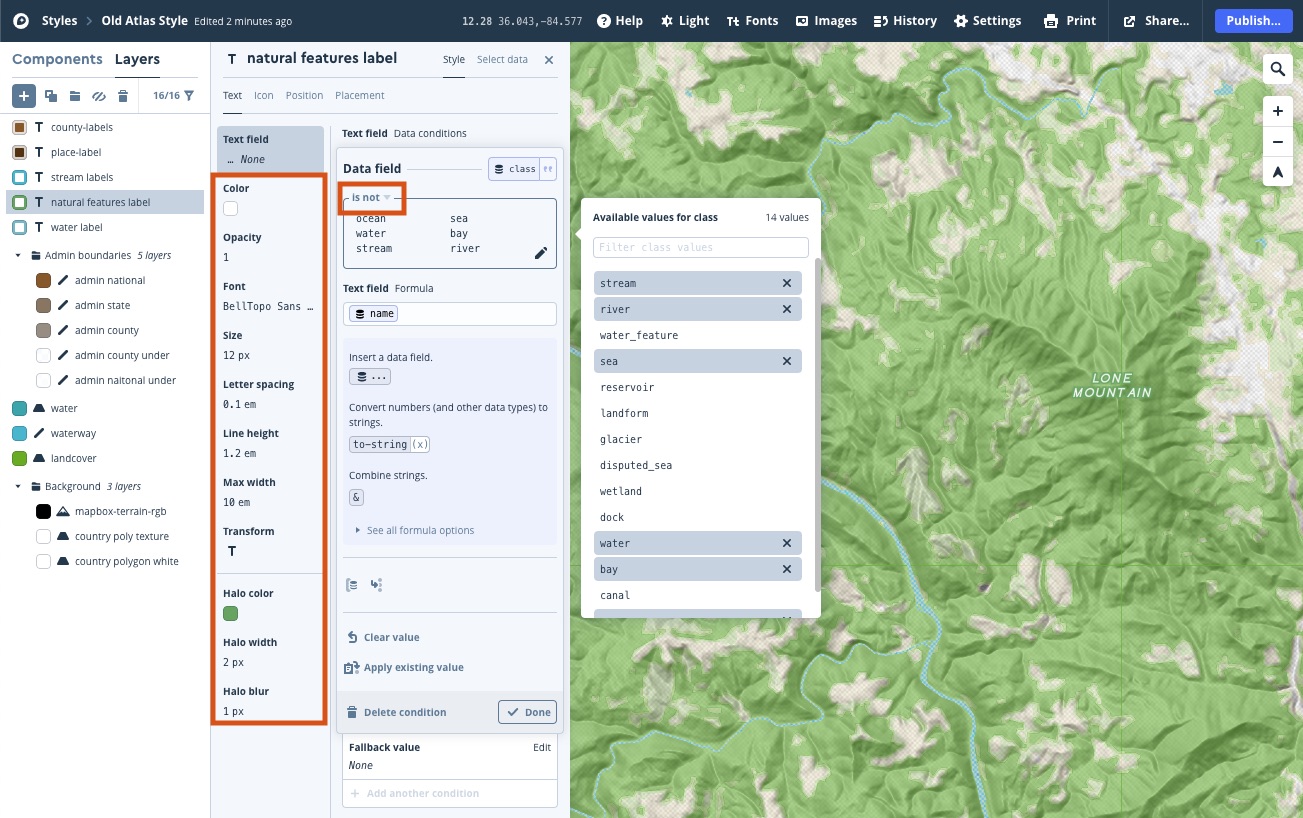 Styles > Old Atlas Style Edited 2 minutes ago
12.28 36.043,-84.577
Help
Light
Fonts
Images
History
Settings
Print
Share...
Publish...
Components Layers
16/16
T county-labels
T place-label
T stream labels
T natural features label
T water label
Admin boundaries 5 layers
admin national
admin state
admin county
admin county under
admin naitonal under
water
waterway
landcover
Background 3 layers
mapbox-terrain-rgb
country poly texture
country polygon white
T natural features label
Style
Select data
Text
Icon
Position
Placement
Text field
… None
Color
Opacity
1
Font
BellTopo Sans …
Size
12 px
Letter spacing
0.1 em
Line height
1.2 em
Max width
10 em
Transform
T
Halo color
Halo width
2 px
Halo blur
1 px
Text field Data conditions
Data field
class
is not
ocean sea
water bay
stream river
Text field Formula
name
Insert a data field.
...
Convert numbers (and other data types) to
strings.
to-string (x)
Combine strings.
&
See all formula options
Clear value
Apply existing value
Delete condition
Done
Fallback value
Edit
None
+ Add another condition
Available values for class
14 values
Filter class values
stream
river
water_feature
sea
reservoir
landform
glacier
disputed_sea
wetland
dock
water
bay
canal
LONE
MOUNTAIN